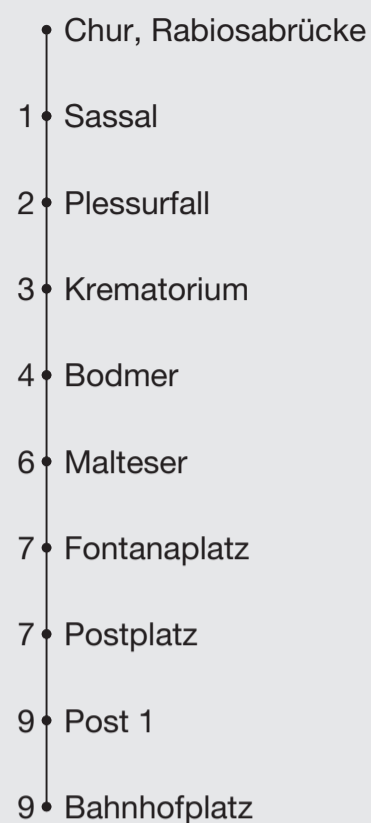 Chur, Rabiosabrücke
1 Sassal
2 Plessurfall
3 Krematorium
4 Bodmer
6 Malteser
7 Fontanaplatz
7 Postplatz
9 Post 1
9 Bahnhofplatz